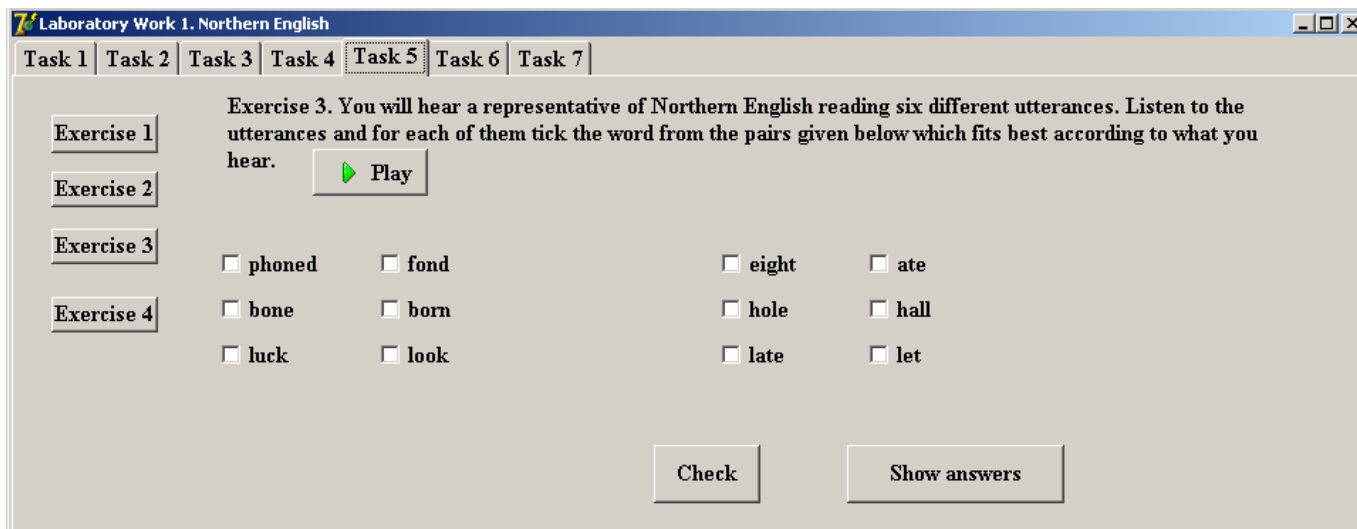 Laboratory Work 1. Northern English
Task 1 Task 2 Task 3 Task 4 Task 5 Task 6 Task 7
Exercise 3. You will hear a representative of Northern English reading six different utterances. Listen to the
utterances and for each of them tick the word from the pairs given below which fits best according to what you
hear.
Play
Exercise 1
Exercise 2
Exercise 3
Exercise 4
phoned fond eight ate
bone born hole hall
luck look late let
Check Show answers